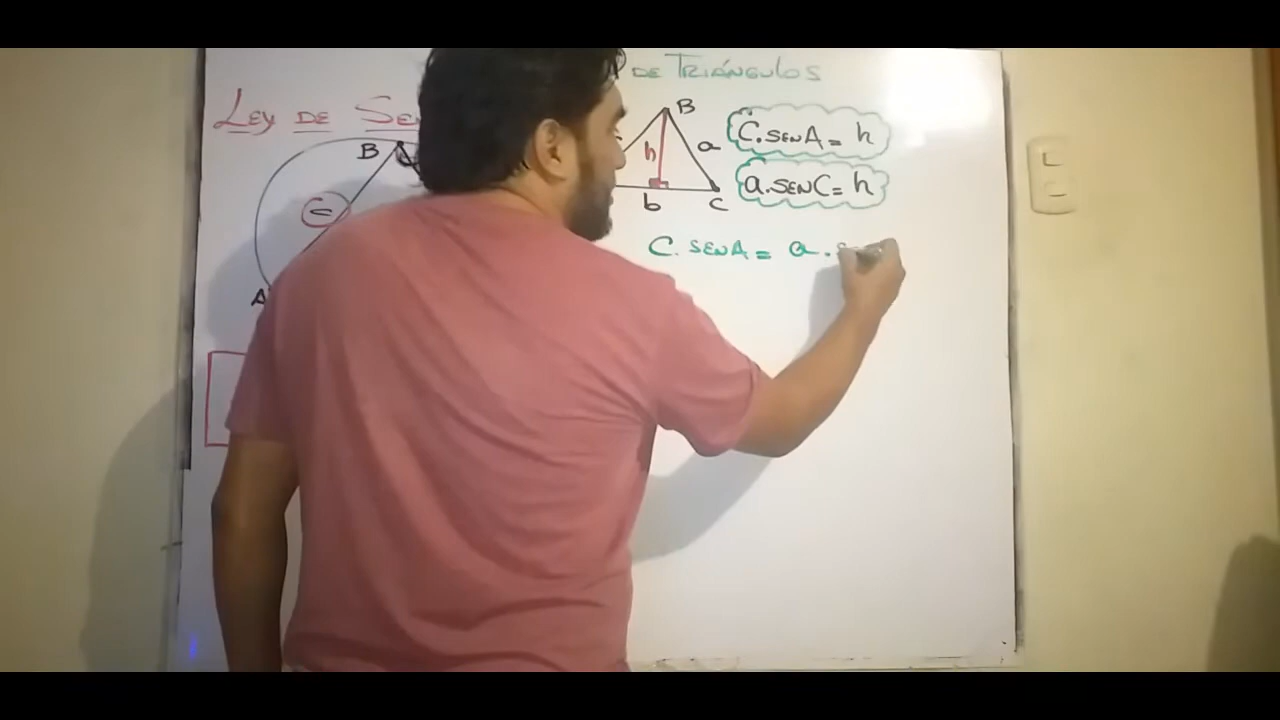 DE TRIÁNGULOS
LEY DE SEN
B
A
C
B
h
a
b
C
C.SENA = h
a.SENC = h
C.SENA = a.